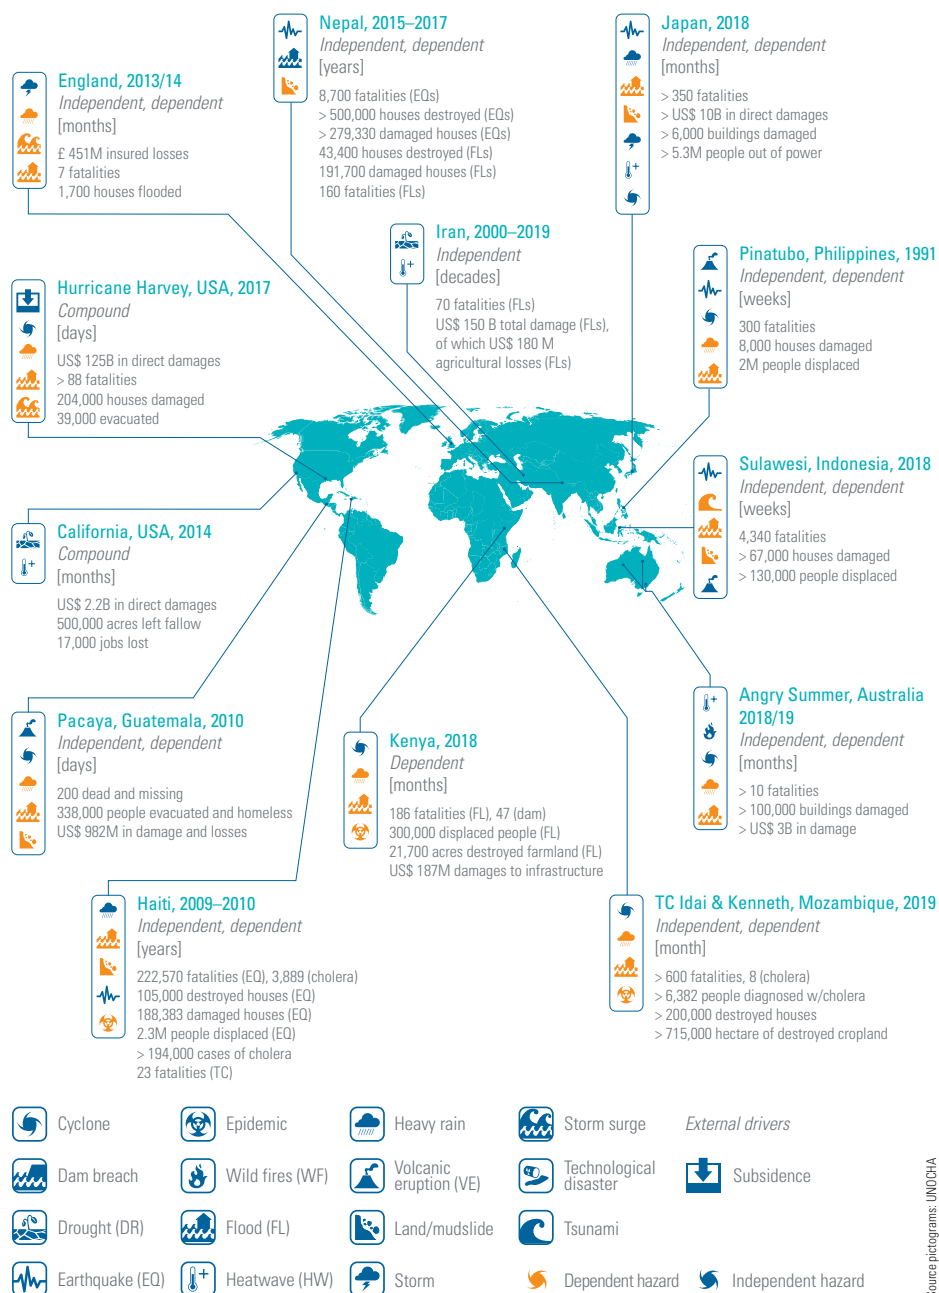 Nepal, 2015–2017
Independent, dependent
[years]
8,700 fatalities (EQs)
> 500,000 houses destroyed (EQs)
> 279,330 damaged houses (EQs)
43,400 houses destroyed (FLs)
191,700 damaged houses (FLs)
160 fatalities (FLs)
Japan, 2018
Independent, dependent
[months]
> 350 fatalities
> US$ 10B in direct damages
> 6,000 buildings damaged
> 5.3M people out of power
England, 2013/14
Independent, dependent
[months]
£ 451M insured losses
7 fatalities
1,700 houses flooded
Iran, 2000–2019
Independent
[decades]
70 fatalities (FLs)
US$ 150 B total damage (FLs),
of which US$ 180 M
agricultural losses (FLs)
Pinatubo, Philippines, 1991
Independent, dependent
[weeks]
300 fatalities
8,000 houses damaged
2M people displaced
Hurricane Harvey, USA, 2017
Compound
[days]
US$ 125B in direct damages
> 88 fatalities
204,000 houses damaged
39,000 evacuated
Sulawesi, Indonesia, 2018
Independent, dependent
[weeks]
4,340 fatalities
> 67,000 houses damaged
> 130,000 people displaced
California, USA, 2014
Compound
[months]
US$ 2.2B in direct damages
500,000 acres left fallow
17,000 jobs lost
Angry Summer, Australia
2018/19
Independent, dependent
[months]
> 10 fatalities
> 100,000 buildings damaged
> US$ 3B in damage
Pacaya, Guatemala, 2010
Independent, dependent
[days]
200 dead and missing
338,000 people evacuated and homeless
US$ 982M in damage and losses
Kenya, 2018
Dependent
[months]
186 fatalities (FL), 47 (dam)
300,000 displaced people (FL)
21,700 acres destroyed farmland (FL)
US$ 187M damages to infrastructure
Haiti, 2009–2010
Independent, dependent
[years]
222,570 fatalities (EQ), 3,889 (cholera)
105,000 destroyed houses (EQ)
188,383 damaged houses (EQ)
2.3M people displaced (EQ)
> 194,000 cases of cholera
23 fatalities (TC)
TC Idai & Kenneth, Mozambique, 2019
Independent, dependent
[month]
> 600 fatalities, 8 (cholera)
> 6,382 people diagnosed w/cholera
> 200,000 destroyed houses
> 715,000 hectare of destroyed cropland
Cyclone
Epidemic
Heavy rain
Storm surge
External drivers
Dam breach
Wild fires (WF)
Volcanic
eruption (VE)
Technological
disaster
Subsidence
Drought (DR)
Flood (FL)
Land/mudslide
Tsunami
Earthquake (EQ)
Heatwave (HW)
Storm
Dependent hazard
Independent hazard
Source pictograms: UNOCHA